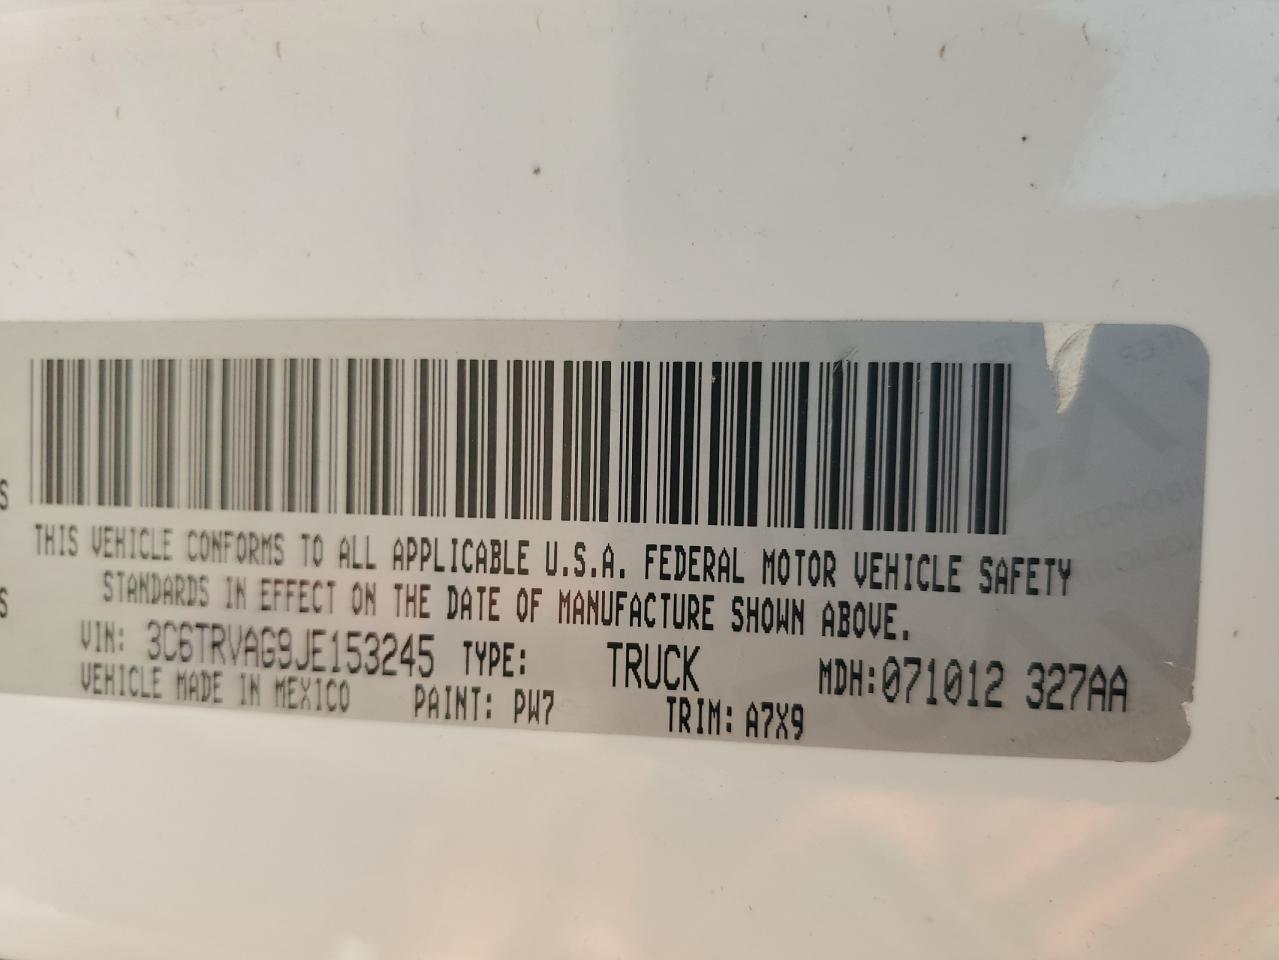 S
THIS VEHICLE CONFORMS TO ALL APPLICABLE U.S.A. FEDERAL MOTOR VEHICLE SAFETY
S
STANDARDS IN EFFECT ON THE DATE OF MANUFACTURE SHOWN ABOVE.
VIN: 3C6TRVAG9JE153245 TYPE: TRUCK MDH:071012 327AA
VEHICLE MADE IN MEXICO PAINT: PW7 TRIM: A7X9